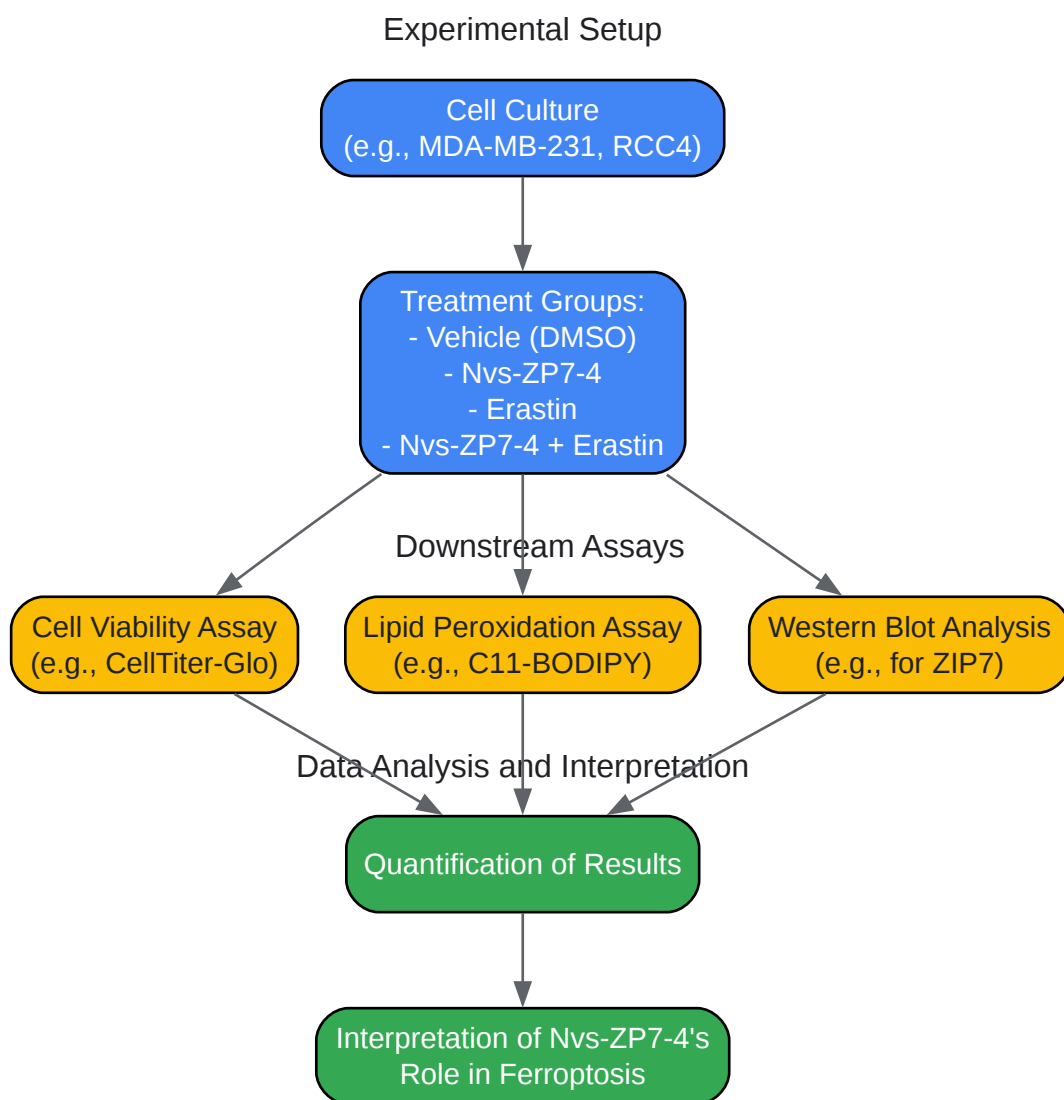 Experimental Setup
Cell Culture
(e.g., MDA-MB-231, RCC4)
Treatment Groups:
- Vehicle (DMSO)
- Nvs-ZP7-4
- Erastin
- Nvs-ZP7-4 + Erastin
Downstream Assays
Cell Viability Assay
(e.g., CellTiter-Glo)
Lipid Peroxidation Assay
(e.g., C11-BODIPY)
Western Blot Analysis
(e.g., for ZIP7)
Data Analysis and Interpretation
Quantification of Results
Interpretation of Nvs-ZP7-4's
Role in Ferroptosis